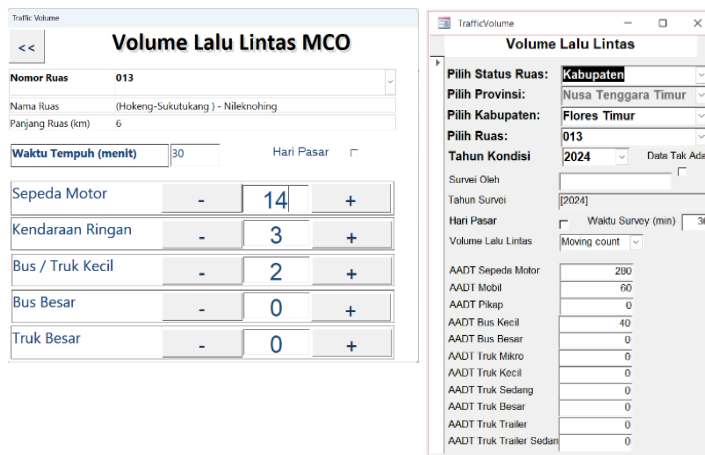 Traffic Volume
<<
Volume Lalu Lintas MCO
Nomor Ruas 013
Nama Ruas (Hokeng-Sukutukang ) - Nileknohing
Panjang Ruas (km) 6
Waktu Tempuh (menit) 30 Hari Pasar
Sepeda Motor - 14 +
Kendaraan Ringan - 3 +
Bus / Truk Kecil - 2 +
Bus Besar - 0 +
Truk Besar - 0 +
TrafficVolume
Volume Lalu Lintas
Pilih Status Ruas: Kabupaten
Pilih Provinsi: Nusa Tenggara Timur
Pilih Kabupaten: Flores Timur
Pilih Ruas: 013
Tahun Kondisi 2024 Data Tak Ada
Survei Oleh
Tahun Survei [2024]
Hari Pasar Waktu Survey (min)
Volume Lalu Lintas Moving count
AADT Sepeda Motor 280
AADT Mobil 60
AADT Pikap 0
AADT Bus Kecil 40
AADT Bus Besar 0
AADT Truk Mikro 0
AADT Truk Kecil 0
AADT Truk Sedang 0
AADT Truk Besar 0
AADT Truk Trailer 0
AADT Truk Trailer Sedan 0